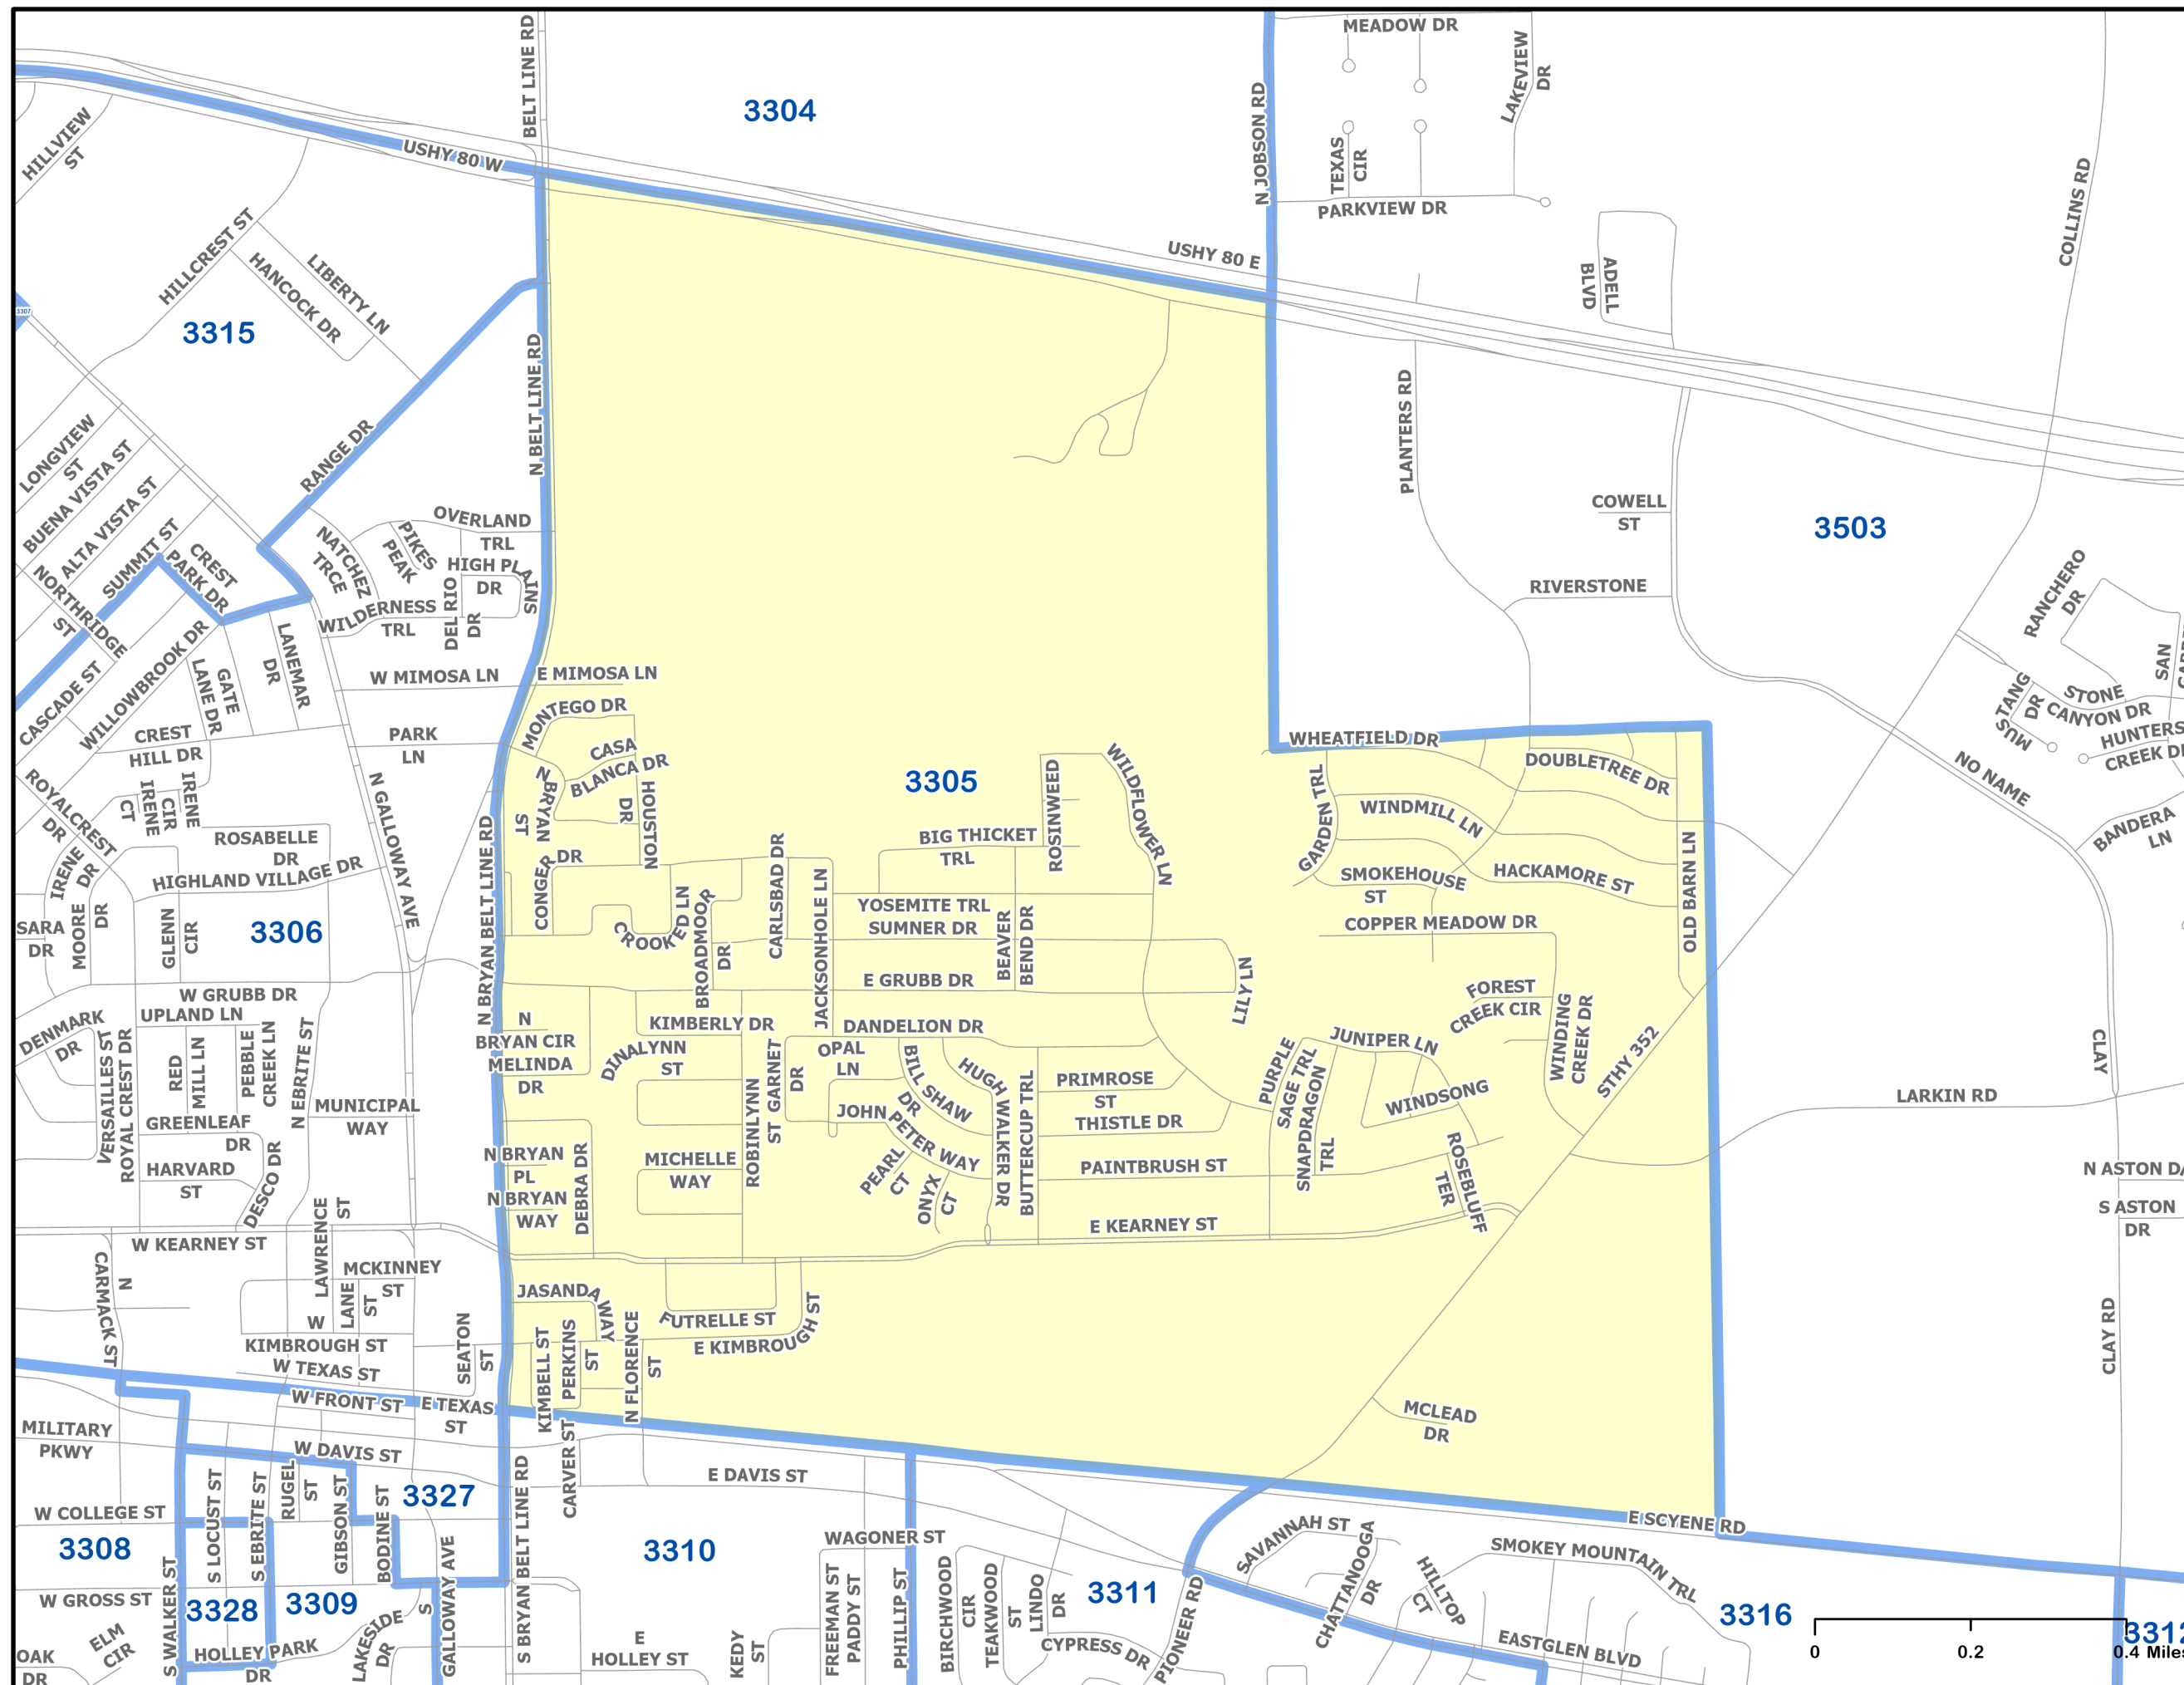 MEADOW DR
LAKEVIEW
DR
BELT LINE RD
3304
N JOBSON RD
TEXAS
CIR
PARKVIEW DR
COLLINS RD
HILLVIEW
ST
USHY 80 W
USHY 80 E
ADELL
BLVD
HILLCREST ST
LIBERTY LN
HANCOCK DR
3307
3315
N BELT LINE RD
RANGE DR
PLANTERS RD
LONGVIEW
ST
BUENA VISTA ST
ALTA VISTA ST
SUMMIT ST
CREST
PARK DR
NORTHRIDGE
ST
CASCADE ST
WILLOWBROOK DR
OVERLAND
TRL
PIKES
PEAK
NATCHEZ
TRCE
HIGH PLAINS
DR
WILDERNESS
TRL
DEL RIO
DR
COWELL
ST
3503
RIVERSTONE
RANCHERO
DR
SAN
MUSTANG
DR
STONE
CANYON DR
HUNTERS
CREEK D
LANEMAR
DR
GATE
LANE DR
W MIMOSA LN
E MIMOSA LN
MONTEGO DR
PARK
LN
CREST
HILL DR
CASA
BLANCA DR
N BRYAN
ST
HOUSTON
DR
3305
WHEATFIELD DR
DOUBLETREE DR
NO NAME
BANDERA
LN
ROYALCREST
DR
IRENE
CT
IRENE
CIR
IRENE
DR
N GALLOWAY AVE
ROSABELLE
DR
HIGHLAND VILLAGE DR
N BRYAN BELT LINE RD
CONGER DR
CROOKED LN
BROADMOOR
DR
CARLSBAD DR
JACKSONHOLE LN
BIG THICKET
TRL
ROSINWEED
WILDFLOWER LN
GARDEN TRL
WINDMILL LN
SMOKEHOUSE
ST
HACKAMORE ST
OLD BARN LN
COPPER MEADOW DR
YOSEMITE TRL
SUMNER DR
BEAVER
BEND DR
E GRUBB DR
LILY LN
SARA
DR
MOORE
DR
GLENN
CIR
3306
W GRUBB DR
UPLAND LN
DENMARK
DR
VERSAILLES ST
ROYAL CREST DR
RED
MILL LN
PEBBLE
CREEK LN
N EBRITE ST
GREENLEAF
DR
MUNICIPAL
WAY
HARVARD
ST
DESCO DR
N
BRYAN CIR
MELINDA
DR
DINALYNN
ST
KIMBERLY DR
DANDELION DR
OPAL
LN
ST GARNET
DR
ROBINLYNN
BILL SHAW
DR
HUGH WALKER DR
BUTTERCUP TRL
PRIMROSE
ST
THISTLE DR
JOHN
PETER WAY
PEARL
CT
ONYX
CT
PAINTBRUSH ST
PURPLE
SAGE TRL
SNAPDRAGON
TRL
JUNIPER LN
WINDSONG
ROSEBLUFF
TER
FOREST
CREEK CIR
WINDING
CREEK DR
STHY 352
CLAY
LARKIN RD
N ASTON D
S ASTON
DR
CLAY RD
N BRYAN
PL
N BRYAN
WAY
DEBRA DR
MICHELLE
WAY
E KEARNEY ST
W KEARNEY ST
LAWRENCE
ST
N
CARMACK ST
MCKINNEY
ST
LANE
ST
W
KIMBROUGH ST
W TEXAS ST
SEATON
ST
JASANDA WAY
KIMBELL ST
PERKINS
ST
N FLORENCE
ST
FUTRELLE ST
E KIMBROUGH ST
MCLEAD
DR
W FRONT ST
E TEXAS
ST
MILITARY
PKWY
W DAVIS ST
E DAVIS ST
CARVER ST
W COLLEGE ST
3308
S LOCUST ST
S EBRITE ST
RUGEL
ST
GIBSON ST
BODINE ST
3327
S BRYAN BELT LINE RD
3310
WAGONER ST
E SCYENE RD
SAVANNAH ST
CHATTANOOGA
DR
HILLTOP
CT
SMOKEY MOUNTAIN TRL
W GROSS ST
S WALKER ST
3328
3309
S
GALLOWAY AVE
LAKESIDE
DR
HOLLEY PARK
DR
ELM
CIR
OAK
DR
E
HOLLEY ST
KEDY
ST
FREEMAN ST
PADDY ST
PHILLIP ST
BIRCHWOOD
CIR
TEAKWOOD
ST
LINDO
DR
CYPRESS DR
3311
PIONEER RD
EASTGLEN BLVD
3316
3312
0 0.2 0.4 Miles